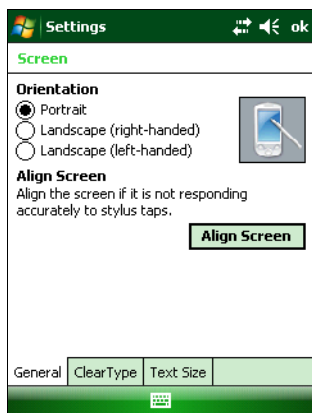 Settings ok
Screen
Orientation
Portrait
Landscape (right-handed)
Landscape (left-handed)
Align Screen
Align the screen if it is not responding
accurately to stylus taps.
Align Screen
General ClearType Text Size